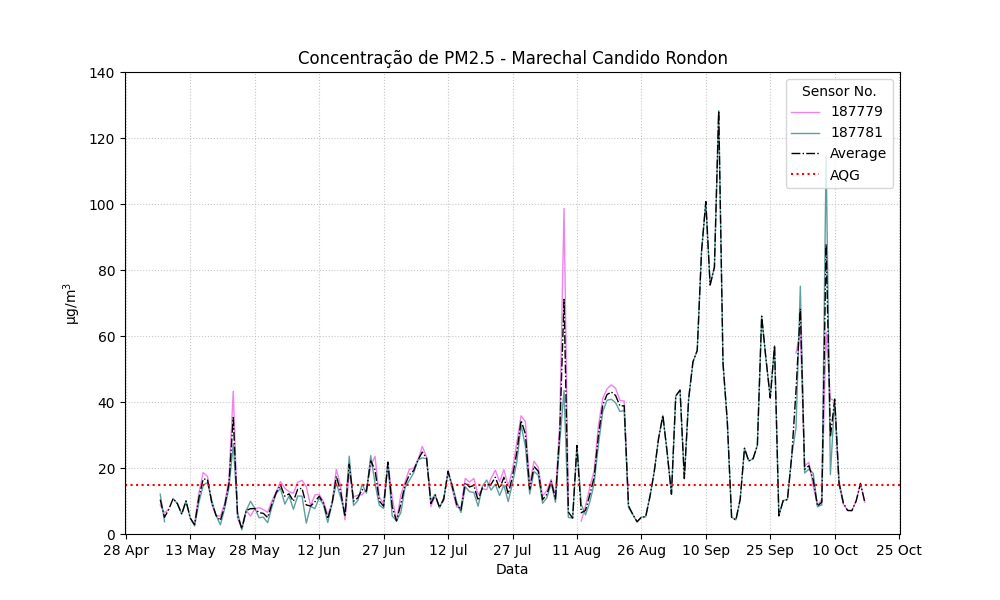 Concentração de PM2.5 - Marechal Candido Rondon
140
120
100
80
60
40
20
0
µg/m³
28 Apr 13 May 28 May 12 Jun 27 Jun 12 Jul 27 Jul 11 Aug 26 Aug 10 Sep 25 Sep 10 Oct 25 Oct
Data
Sensor No.
187779
187781
Average
AQG